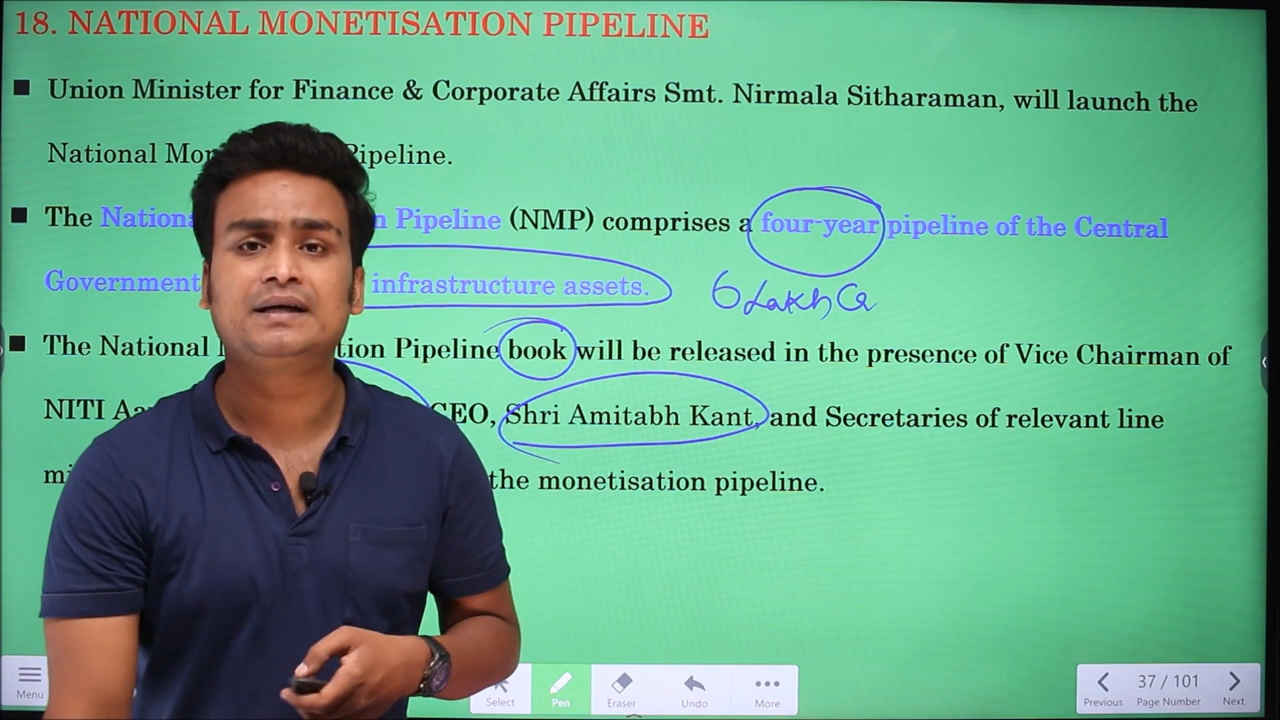 18. NATIONAL MONETISATION PIPELINE
Union Minister for Finance & Corporate Affairs Smt. Nirmala Sitharaman, will launch the
National Mon Pipeline.
The Nationa n Pipeline (NMP) comprises a four-year pipeline of the Central
Government infrastructure assets.
6 Lakh Cr
The National tion Pipeline book will be released in the presence of Vice Chairman of
NITI Aa CEO, Shri Amitabh Kant, and Secretaries of relevant line
mi the monetisation pipeline.
Menu Select Pen Eraser Undo More Previous 37 / 101 Page Number Next